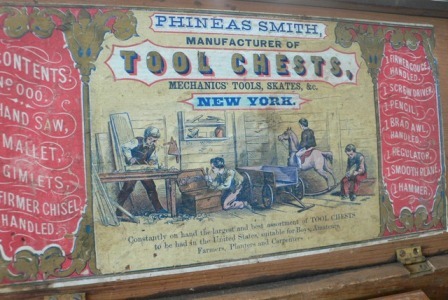 PHINEAS SMITH,
MANUFACTURER OF
TOOL CHESTS,
MECHANICS' TOOLS, SKATES, &c.
NEW YORK.
CONTENTS:
No 000.
HAND SAW,
MALLET,
GIMLETS,
FIRMER CHISEL
HANDLED.
1 FIRMER GOUGE,
HANDLED.
1 SCREW DRIVER,
1 PENCIL,
1 BRAD AWL,
HANDLED.
1 REGULATOR,
1 SMOOTH PLANE,
1 HAMMER,
Constantly on hand the largest and best assortment of TOOL CHESTS
to be had in the United States, suitable for Boys,
Farmers, Planters and Carpenters.